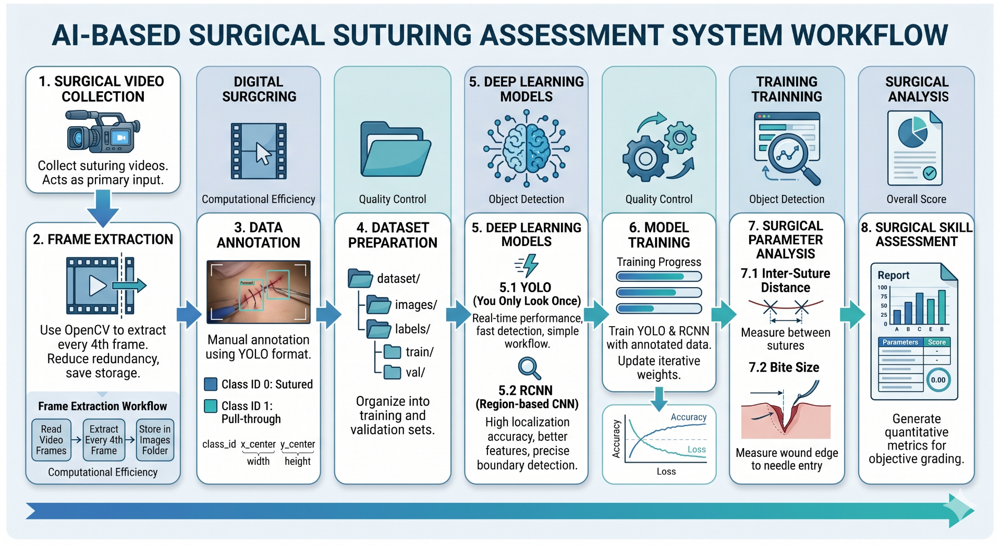 AI-BASED SURGICAL SUTURING ASSESSMENT SYSTEM WORKFLOW
1. SURGICAL VIDEO
COLLECTION
Collect suturing videos.
Acts as primary input.
2. FRAME EXTRACTION
Use OpenCV to extract
every 4th frame.
Reduce redundancy,
save storage.
Frame Extraction Workflow
Read
Video
Frames
Extract
Every 4th
Frame
Store in
Images
Folder
Computational Efficiency
DIGITAL
SURGCRING
Computational Efficiency
3. DATA
ANNOTATION
Manual annotation
using YOLO format.
Class ID 0: Sutured
Class ID 1:
Pull-through
class_id x_center y_center
width height
Quality Control
4. DATASET
PREPARATION
dataset/
images/
labels/
train/
val/
Organize into
training and
validation sets.
5. DEEP LEARNING
MODELS
Object Detection
5. DEEP LEARNING
MODELS
5.1 YOLO
(You Only Look Once)
Real-time performance,
fast detection, simple
workflow.
5.2 RCNN
(Region-based CNN)
High localization
accuracy, better
features, precise
boundary detection.
Quality Control
6. MODEL
TRAINING
Training Progress
Train YOLO & RCNN
with annotated data.
Update iterative
weights.
Accuracy
Accuracy
Loss
Loss
TRAINING
TRAINNING
Object Detection
7. SURGICAL
PARAMETER
ANALYSIS
7.1 Inter-Suture
Distance
Measure between
sutures
7.2 Bite Size
Measure wound edge
to needle entry
SURGICAL
ANALYSIS
Overall Score
8. SURGICAL SKILL
ASSESSMENT
Report
100
75
50
25
0
A B C E B
Parameters Score
-
-
0.00
Generate
quantitative
metrics for
objective grading.